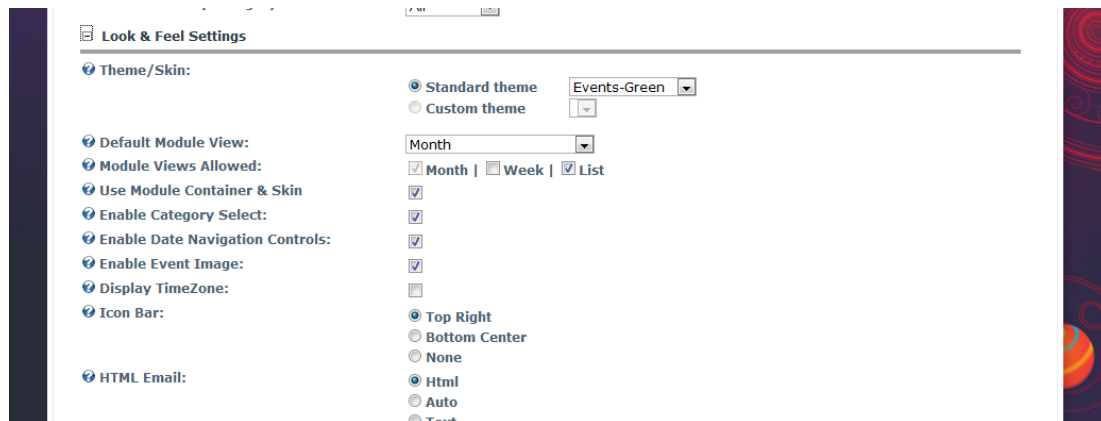 Look & Feel Settings
Theme/Skin:
Standard theme Events-Green
Custom theme
Default Module View: Month
Module Views Allowed: Month | Week | List
Use Module Container & Skin
Enable Category Select:
Enable Date Navigation Controls:
Enable Event Image:
Display TimeZone:
Icon Bar: Top Right
Bottom Center
None
HTML Email: Html
Auto